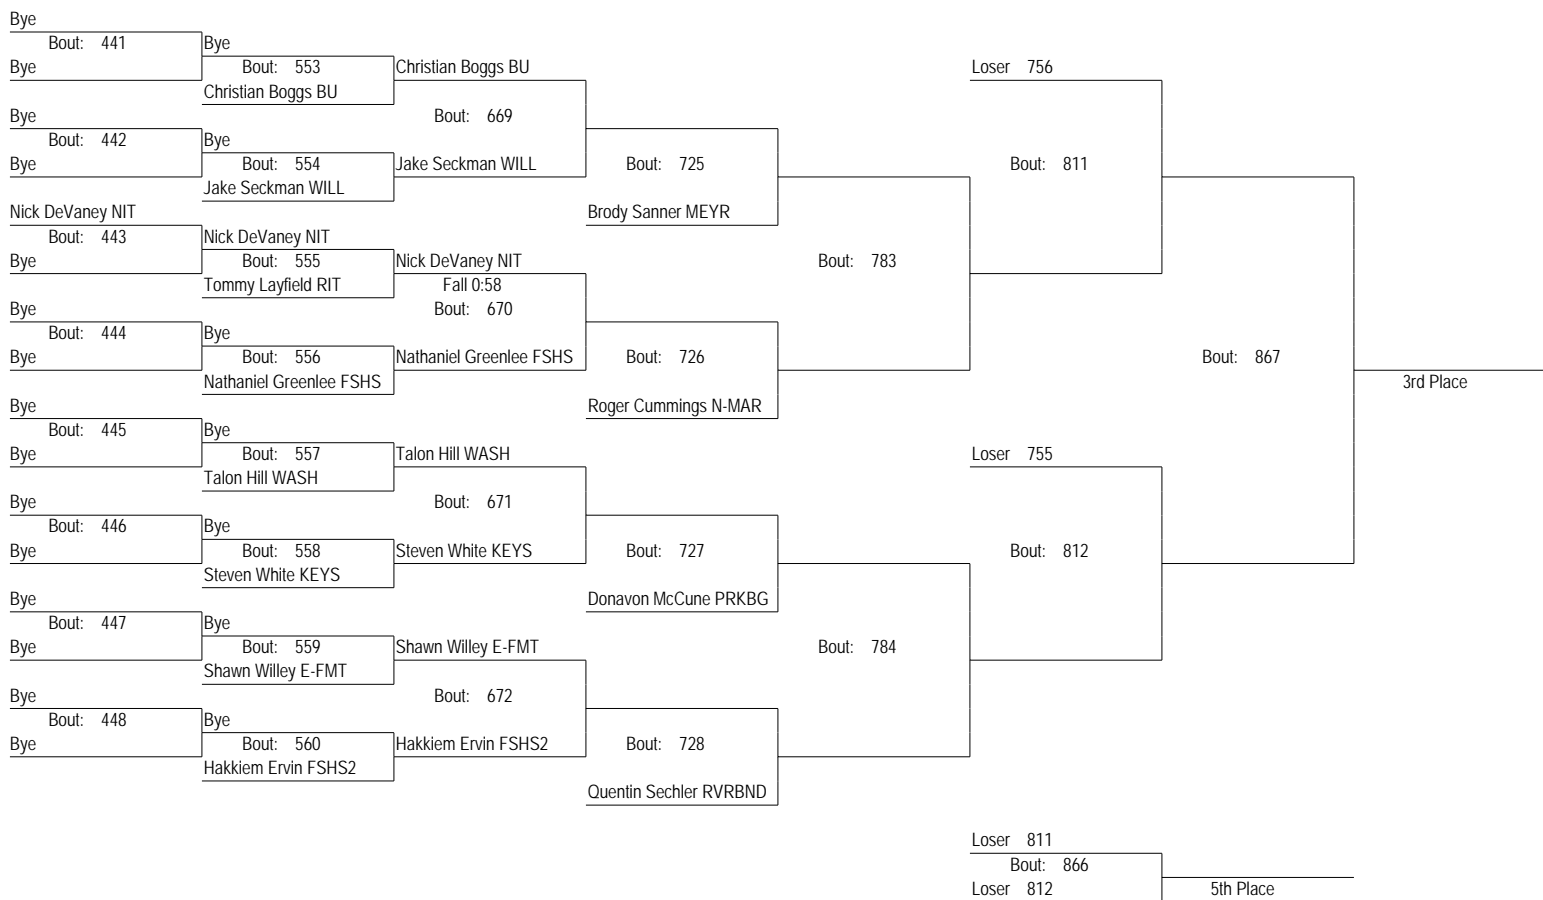 Bye
Bout: 441 Bye
Bye Bout: 553 Christian Boggs BU Loser 756
Christian Boggs BU
Bye Bout: 669
Bout: 442 Bye
Bye Bout: 554 Jake Seckman WILL Bout: 725 Bout: 811
Jake Seckman WILL
Nick DeVaney NIT Brody Sanner MEYR
Bout: 443 Nick DeVaney NIT
Bye Bout: 555 Nick DeVaney NIT Bout: 783
Tommy Layfield RIT Fall 0:58
Bye Bout: 670
Bout: 444 Bye
Bye Bout: 556 Nathaniel Greenlee FSHS Bout: 726 Bout: 867
Nathaniel Greenlee FSHS 3rd Place
Bye Roger Cummings N-MAR
Bout: 445 Bye
Bye Bout: 557 Talon Hill WASH Loser 755
Talon Hill WASH
Bye Bout: 671
Bout: 446 Bye
Bye Bout: 558 Steven White KEYS Bout: 727 Bout: 812
Steven White KEYS
Bye Donavon McCune PRKBG
Bout: 447 Bye
Bye Bout: 559 Shawn Willey E-FMT Bout: 784
Shawn Willey E-FMT
Bye Bout: 672
Bout: 448 Bye
Bye Bout: 560 Hakkiem Ervin FSHS2 Bout: 728
Hakkiem Ervin FSHS2
Quentin Sechler RVRBND
Loser 811
Bout: 866
Loser 812 5th Place